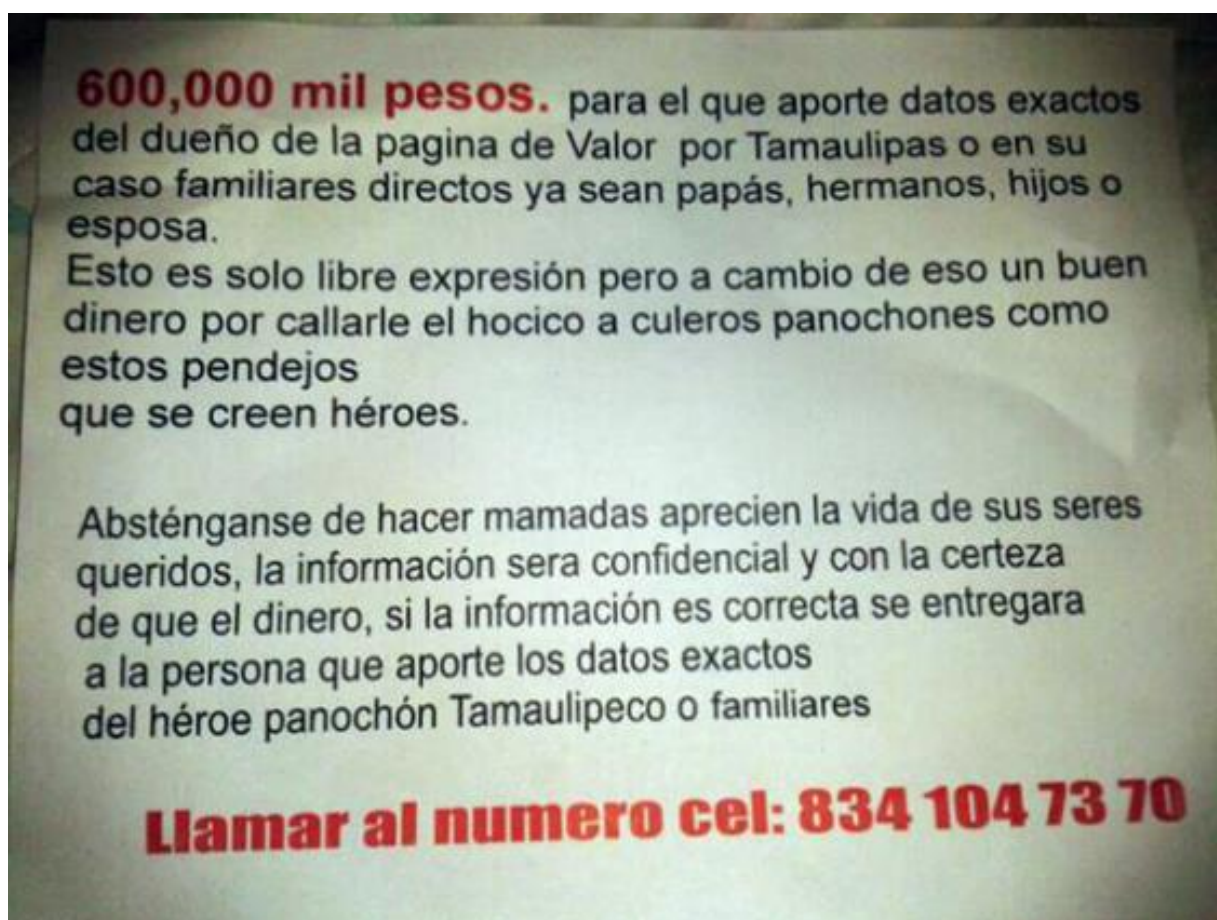 600,000 mil pesos. para el que aporte datos exactos
del dueño de la pagina de Valor por Tamaulipas o en su
caso familiares directos ya sean papás, hermanos, hijos o
esposa.
Esto es solo libre expresión pero a cambio de eso un buen
dinero por callarle el hocico a culeros panochones como
estos pendejos
que se creen héroes.
Absténganse de hacer mamadas aprecien la vida de sus seres
queridos, la información sera confidencial y con la certeza
de que el dinero, si la información es correcta se entregara
a la persona que aporte los datos exactos
del héroe panochón Tamaulipeco o familiares
Llamar al numero cel: 834 104 73 70